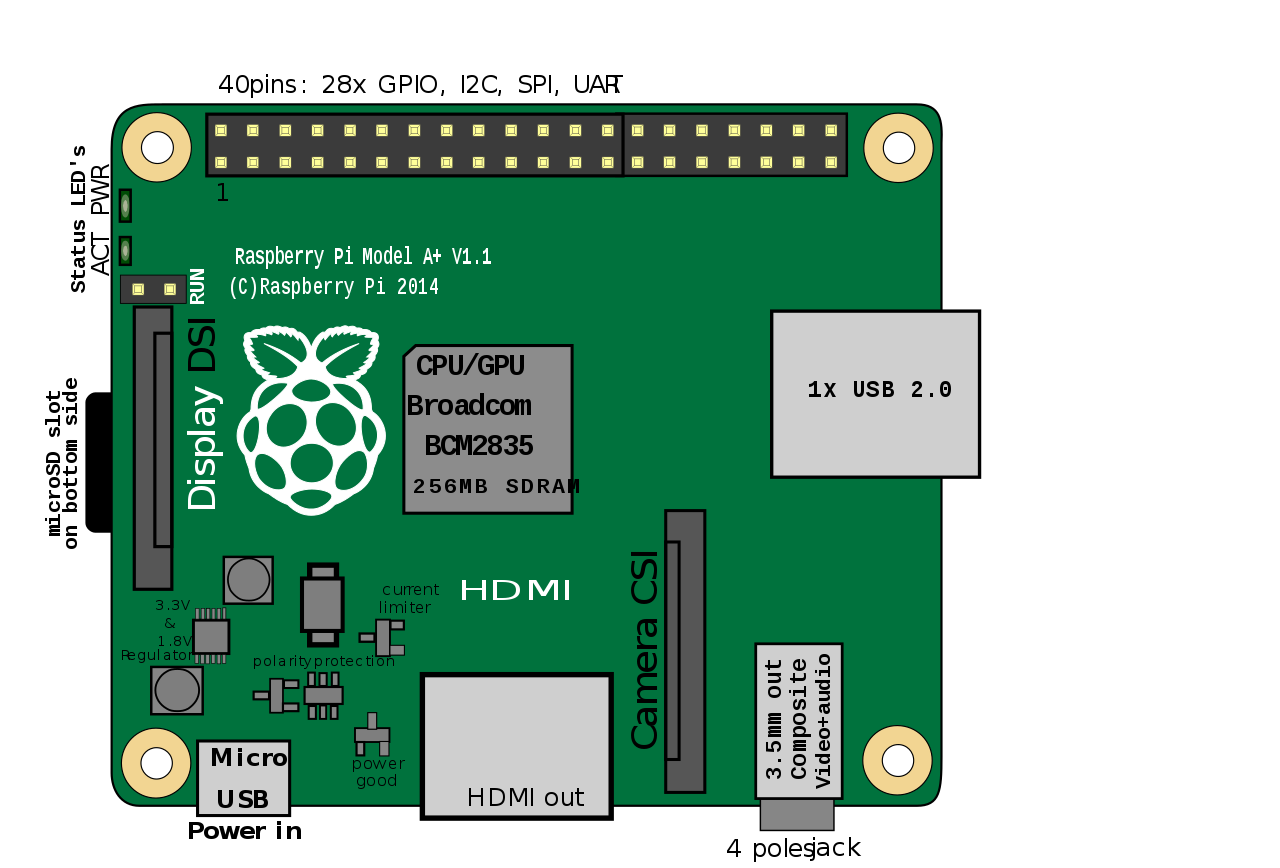 40pins: 28x GPIO, I2C, SPI, UART
1
Status LED's
PWR
ACT
RUN
Raspberry Pi Model A+ V1.1
(C)Raspberry Pi 2014
Display DSI
microSD slot
on bottom side
CPU/GPU
Broadcom
BCM2835
256MB SDRAM
1x USB 2.0
HDMI
Camera CSI
current
limiter
3.3V
&
1.8V
Regulator
polarity protection
power
good
Micro
USB
Power in
HDMI out
3.5mm out
Composite
Video+audio
4 poles jack